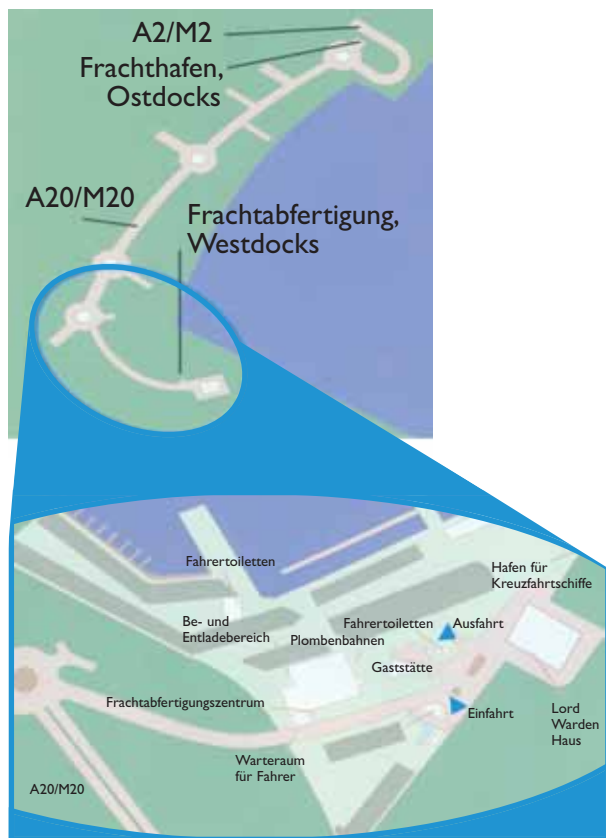 A2/M2
Frachthafen,
Ostdocks
A20/M20
Frachtabfertigung,
Westdocks
Fahrertoiletten
Hafen für
Kreuzfahrtschiffe
Be- und
Entladebereich
Fahrertoiletten
Ausfahrt
Plombenbahnen
Gaststätte
Frachtabfertigungszentrum
Einfahrt
Lord
Warden
Haus
Warteraum
für Fahrer
A20/M20